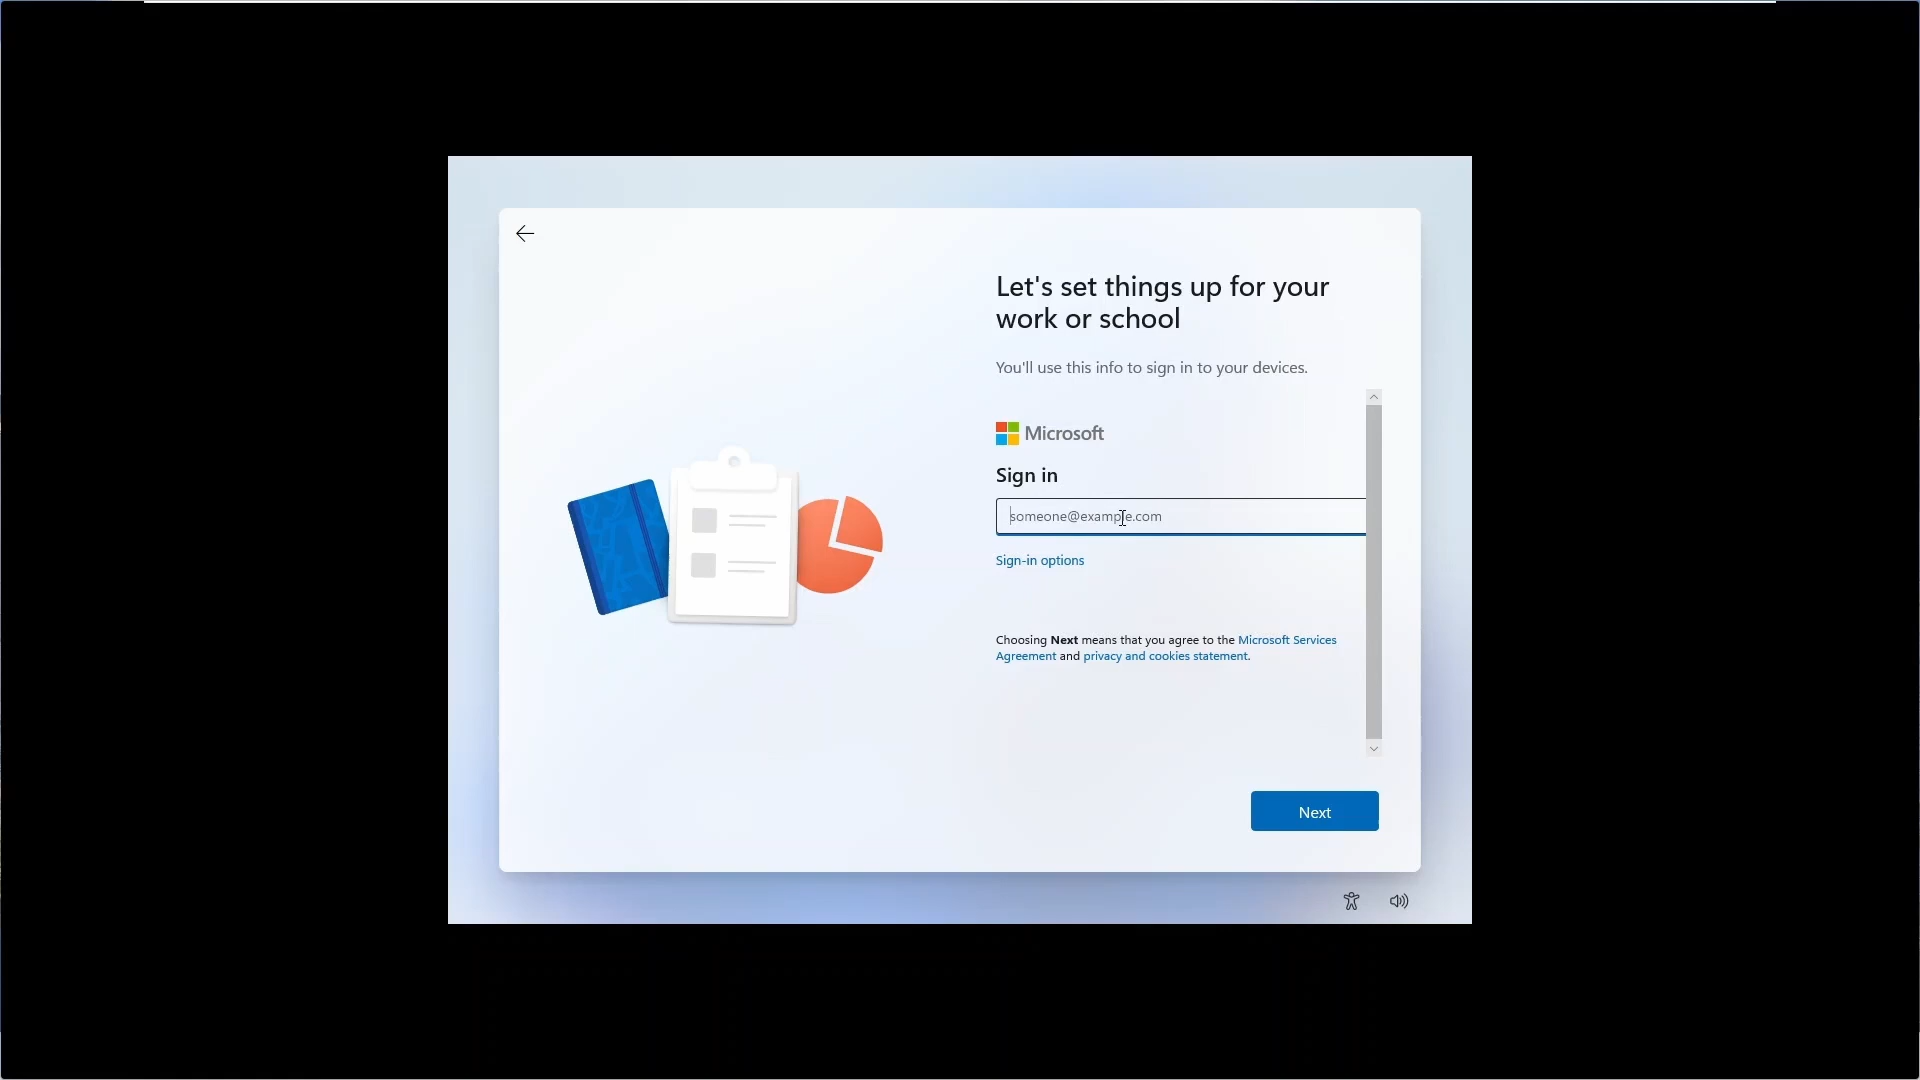 Let's set things up for your
work or school
You'll use this info to sign in to your devices.
Microsoft
Sign in
someone@example.com
Sign-in options
Choosing Next means that you agree to the Microsoft Services
Agreement and privacy and cookies statement.
Next